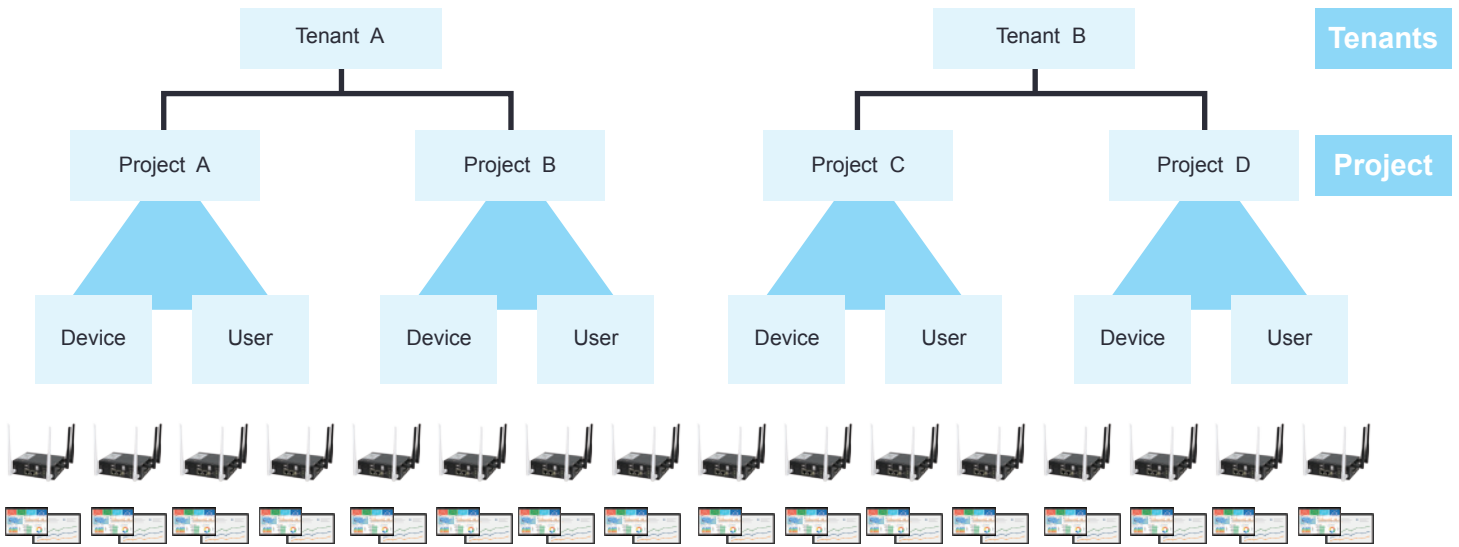 Tenant A
Tenant B
Tenants
Project A
Project B
Project C
Project D
Project
Device
User
Device
User
Device
User
Device
User